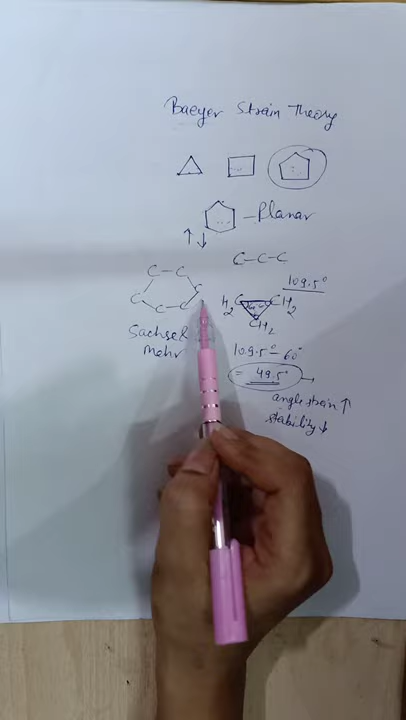 Baeyer Strain Theory
- Planar
↑↓
C-C-C
C-C
C C
C-C
109.5°
H₂C CH₂
CH₂
Sachse &
Mohr
109.5° - 60°
= 49.5° →
angle strain ↑
stability ↓